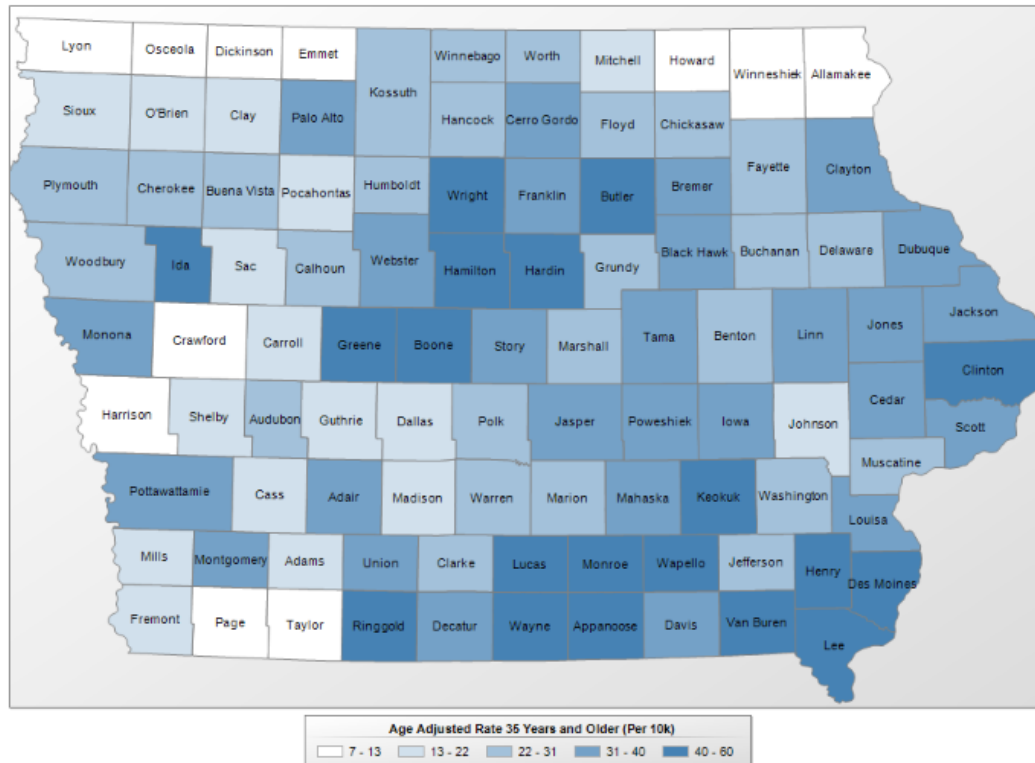 Lyon Osceola Dickinson Emmet Winnebago Worth Mitchell Howard Winneshiek Allamakee
Kossuth
Sioux O'Brien Clay Palo Alto Hancock Cerro Gordo Floyd Chickasaw
Fayette Clayton
Plymouth Cherokee Buena Vista Pocahontas Humboldt Wright Franklin Butler Bremer
Woodbury Ida Sac Calhoun Webster Hamilton Hardin Grundy Black Hawk Buchanan Delaware Dubuque
Jackson
Monona Crawford Carroll Greene Boone Story Marshall Tama Benton Linn Jones
Clinton
Harrison Shelby Audubon Guthrie Dallas Polk Jasper Poweshiek Iowa Johnson Cedar Scott
Muscatine
Pottawattamie Cass Adair Madison Warren Marion Mahaska Keokuk Washington
Louisa
Mills Montgomery Adams Union Clarke Lucas Monroe Wapello Jefferson Henry Des Moines
Fremont Page Taylor Ringgold Decatur Wayne Appanoose Davis Van Buren
Lee
Age Adjusted Rate 35 Years and Older (Per 10k)
7 - 13 13 - 22 22 - 31 31 - 40 40 - 60